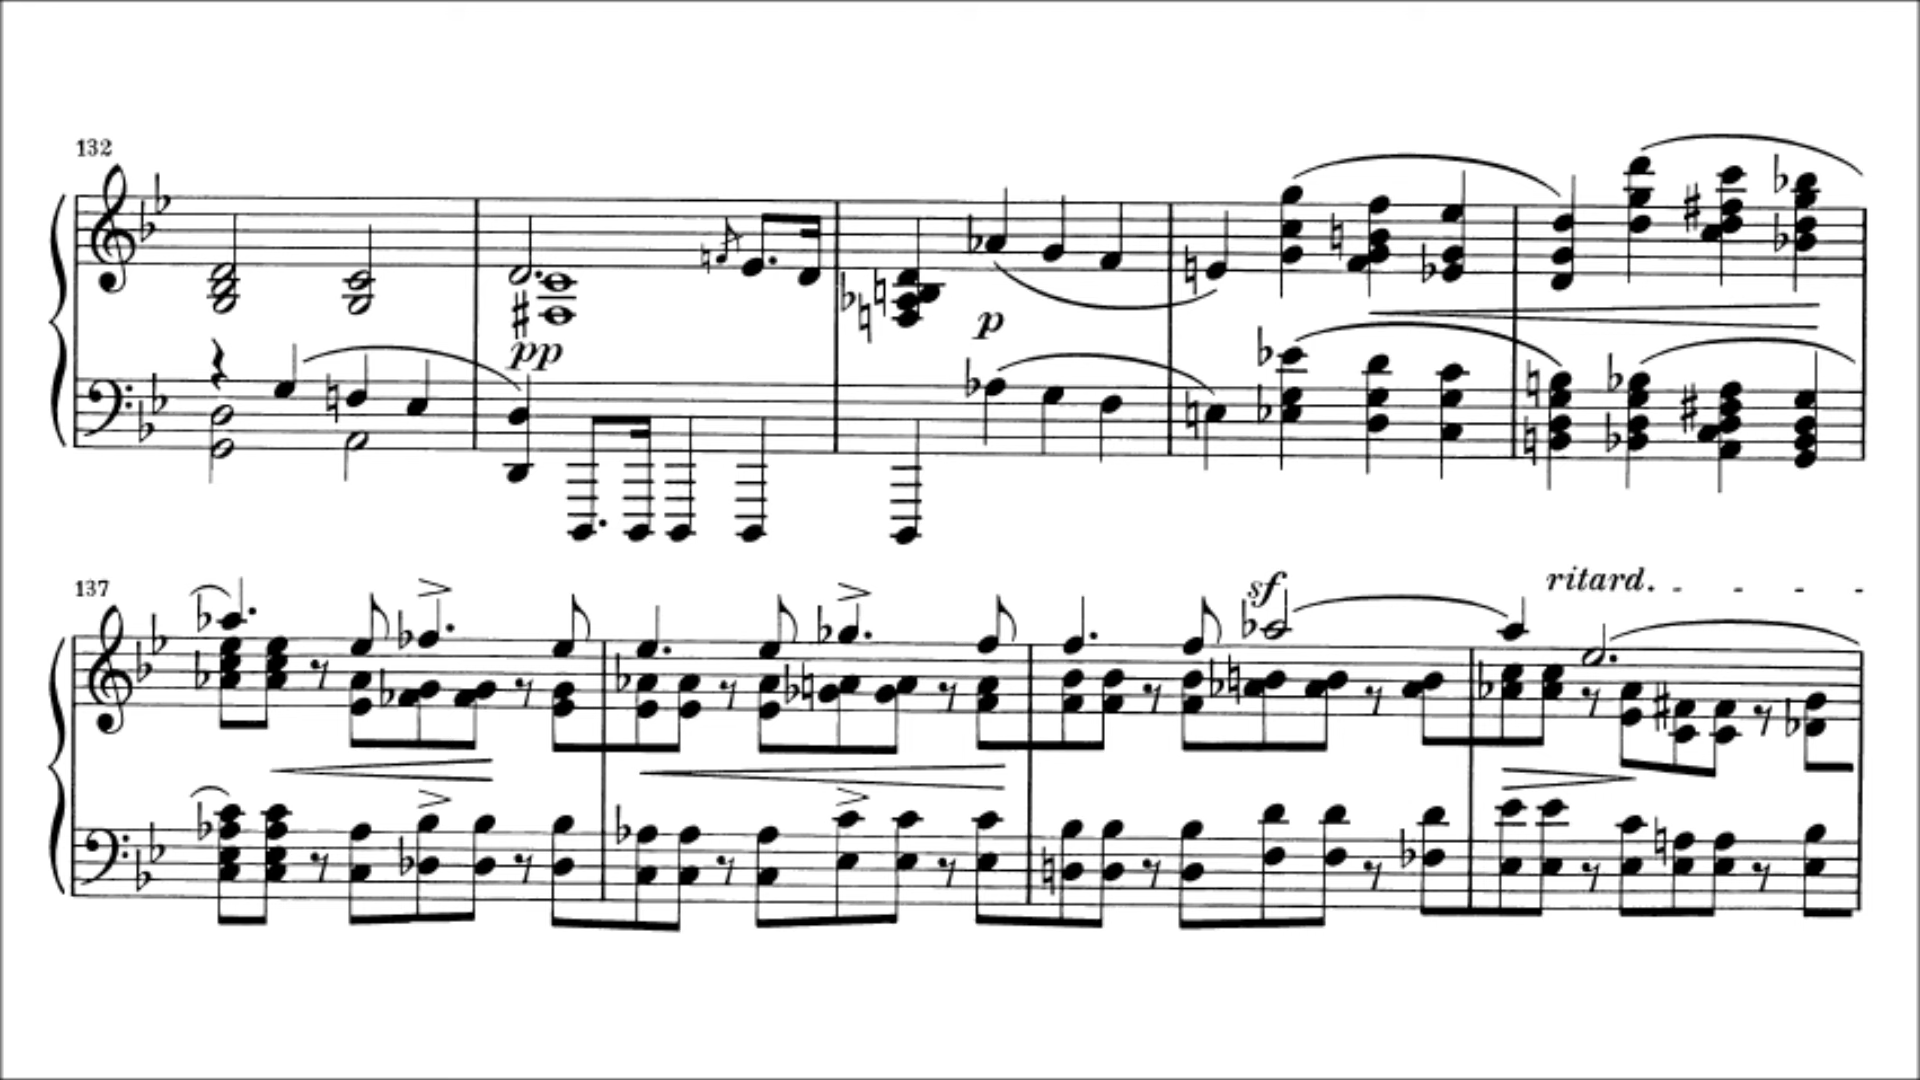 132
pp
p
137
sf
ritard. - - - -